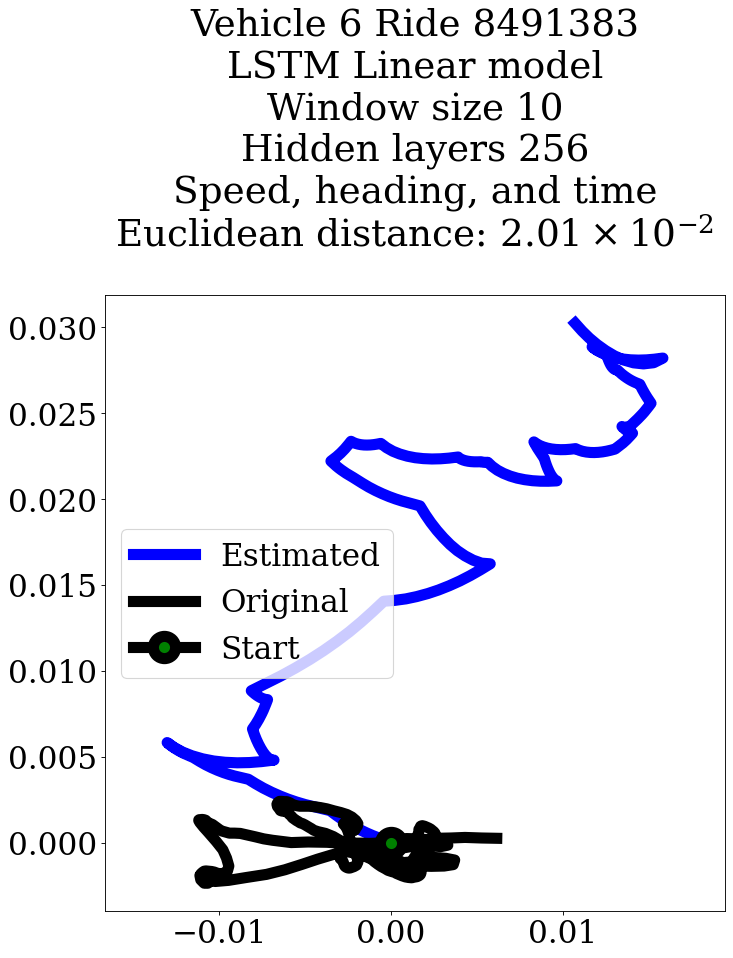 Vehicle 6 Ride 8491383
LSTM Linear model
Window size 10
Hidden layers 256
Speed, heading, and time
Euclidean distance: 2.01 × 10⁻²
0.030
0.025
0.020
0.015
0.010
0.005
0.000
Estimated
Original
Start
−0.01 0.00 0.01